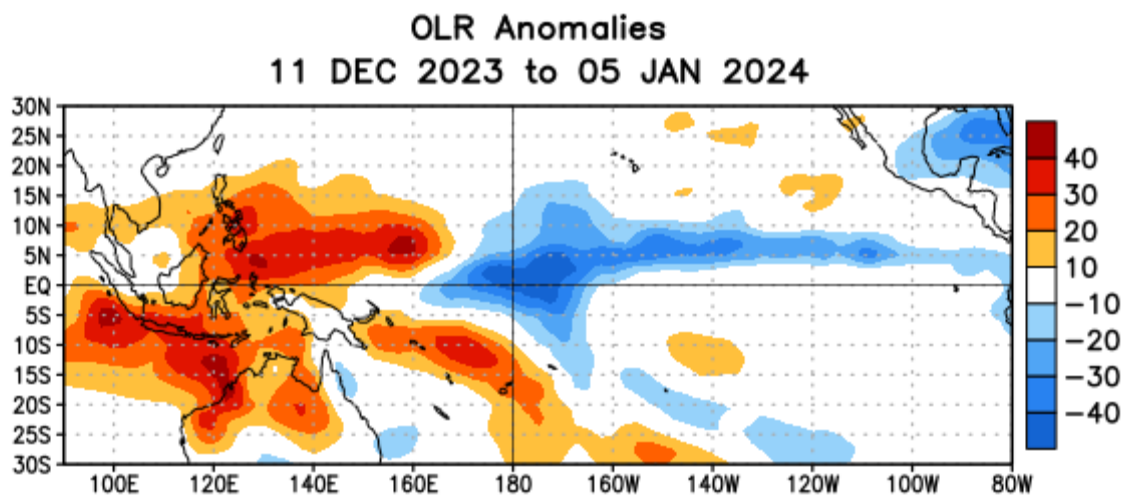 OLR Anomalies
11 DEC 2023 to 05 JAN 2024
30N
25N
20N
15N
10N
5N
EQ
5S
10S
15S
20S
25S
30S
100E 120E 140E 160E 180 160W 140W 120W 100W 80W
40
30
20
10
−10
−20
−30
−40